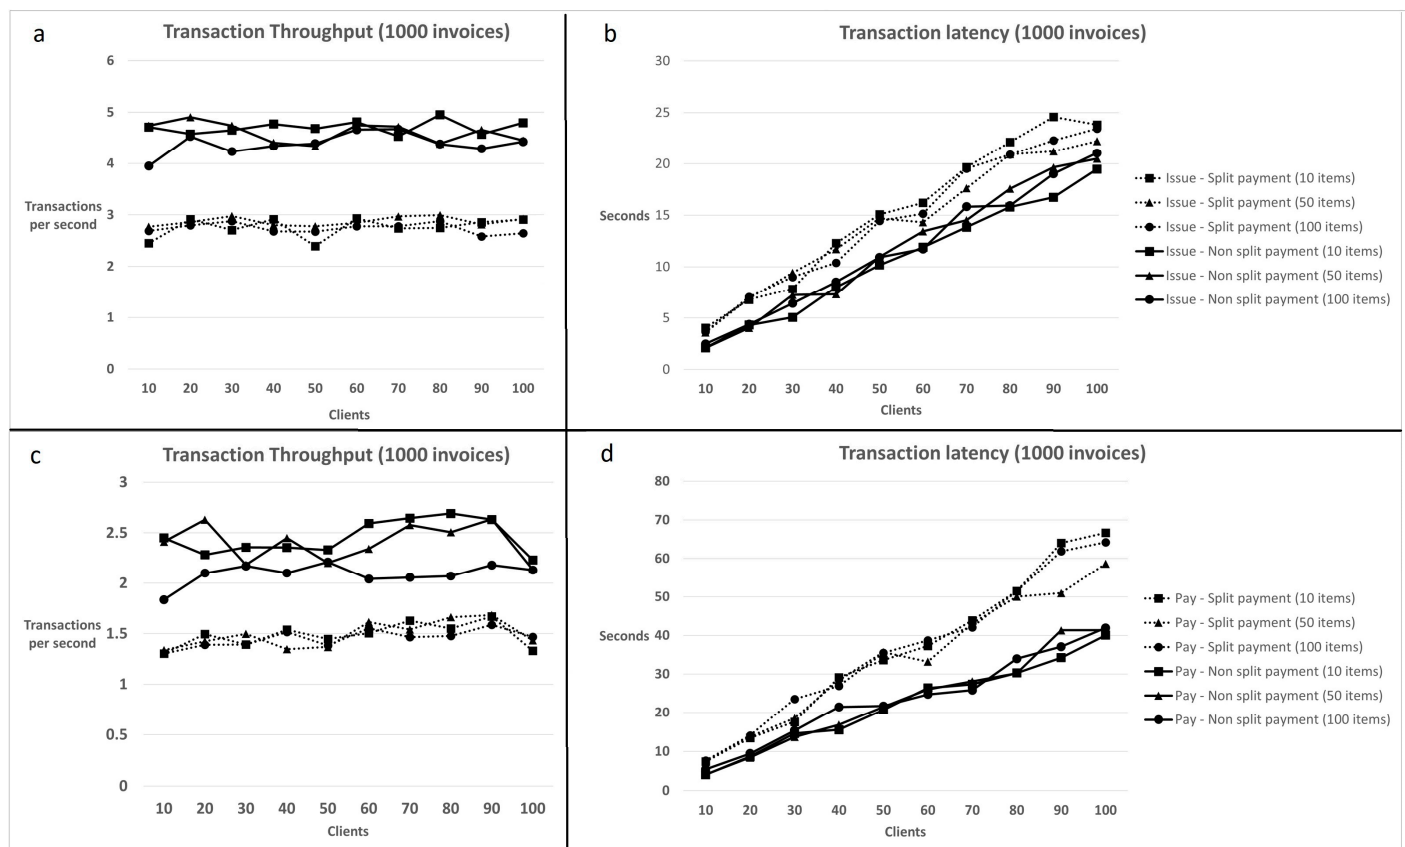 a
Transaction Throughput (1000 invoices)
6
5
4
3
2
1
0
Transactions
per second
10 20 30 40 50 60 70 80 90 100
Clients
b
Transaction latency (1000 invoices)
30
25
20
15
10
5
0
Seconds
10 20 30 40 50 60 70 80 90 100
Clients
Issue - Split payment (10 items)
Issue - Split payment (50 items)
Issue - Split payment (100 items)
Issue - Non split payment (10 items)
Issue - Non split payment (50 items)
Issue - Non split payment (100 items)
c
Transaction Throughput (1000 invoices)
3
2.5
2
1.5
1
0.5
0
Transactions
per second
10 20 30 40 50 60 70 80 90 100
Clients
d
Transaction latency (1000 invoices)
80
70
60
50
40
30
20
10
0
Seconds
10 20 30 40 50 60 70 80 90 100
Clients
Pay - Split payment (10 items)
Pay - Split payment (50 items)
Pay - Split payment (100 items)
Pay - Non split payment (10 items)
Pay - Non split payment (50 items)
Pay - Non split payment (100 items)